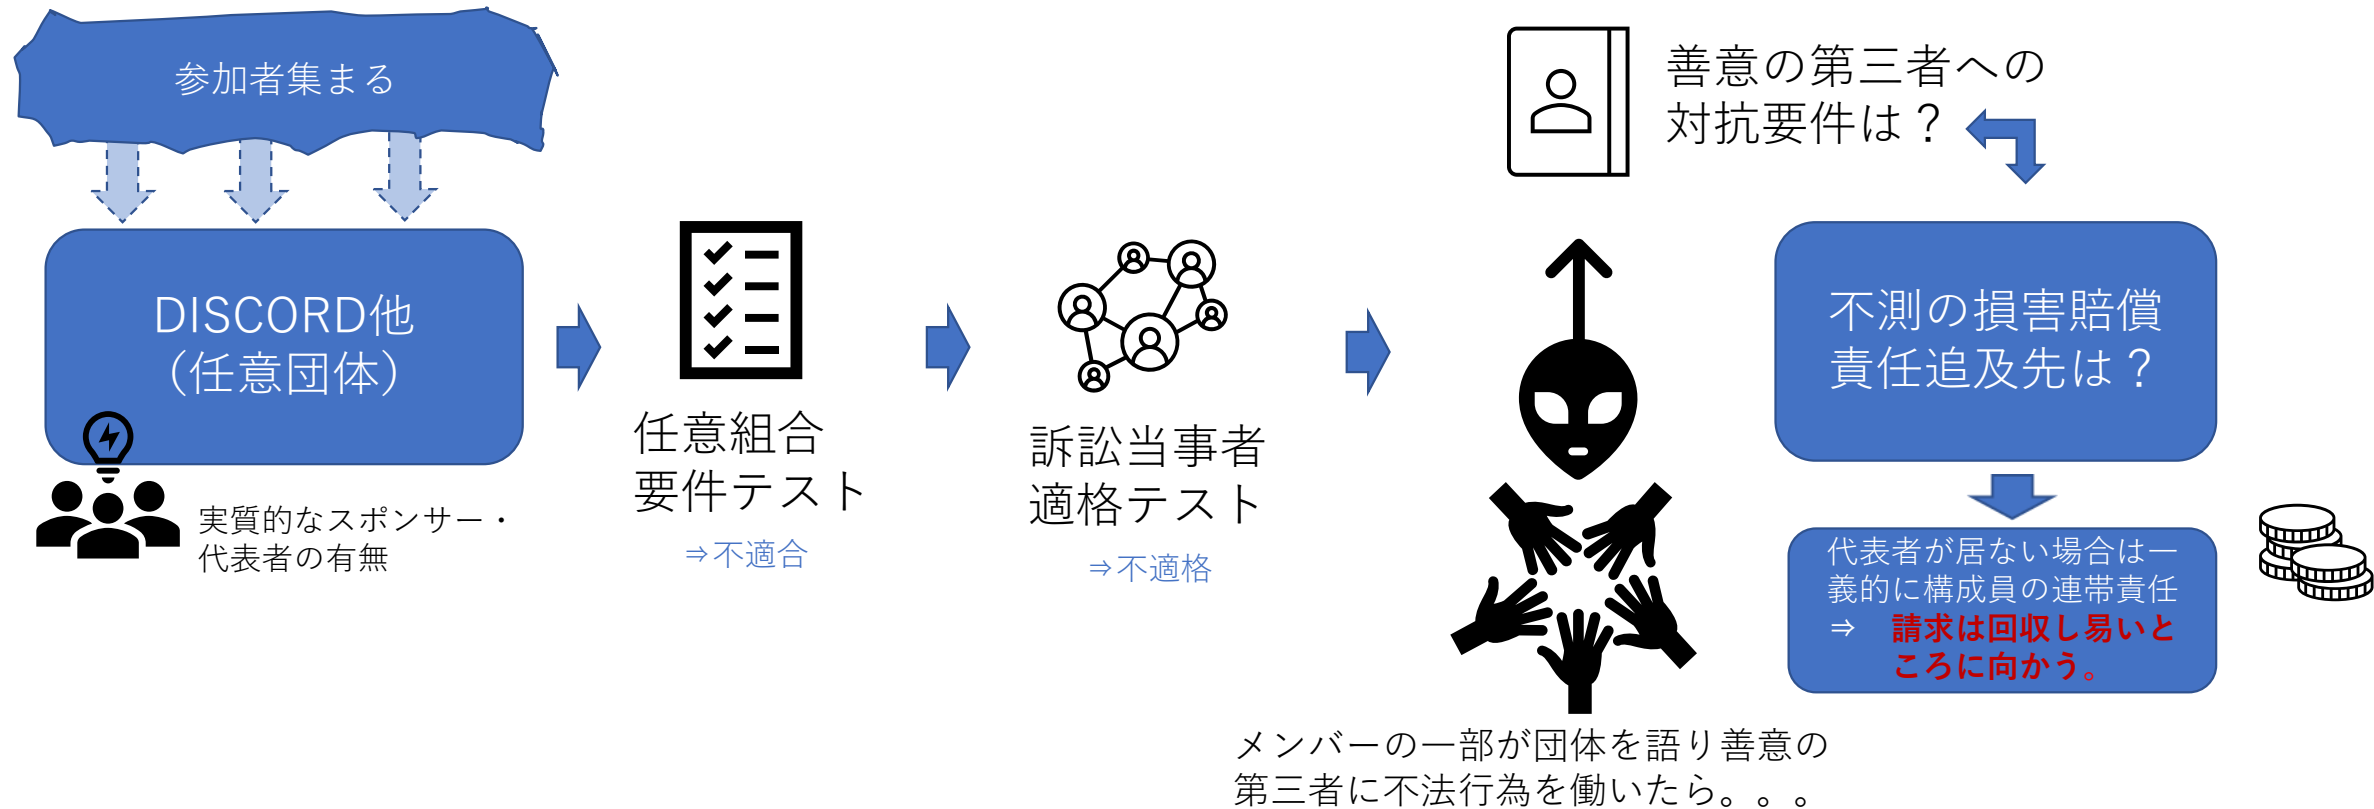 参加者集まる
DISCORD他
（任意団体）
実質的なスポンサー・
代表者の有無
任意組合
要件テスト
⇒不適合
訴訟当事者
適格テスト
⇒不適格
善意の第三者への
対抗要件は？
メンバーの一部が団体を語り善意の
第三者に不法行為を働いたら。。。
不測の損害賠償
責任追及先は？
代表者が居ない場合は一
義的に構成員の連帯責任
⇒　請求は回収し易いと
ころに向かう。